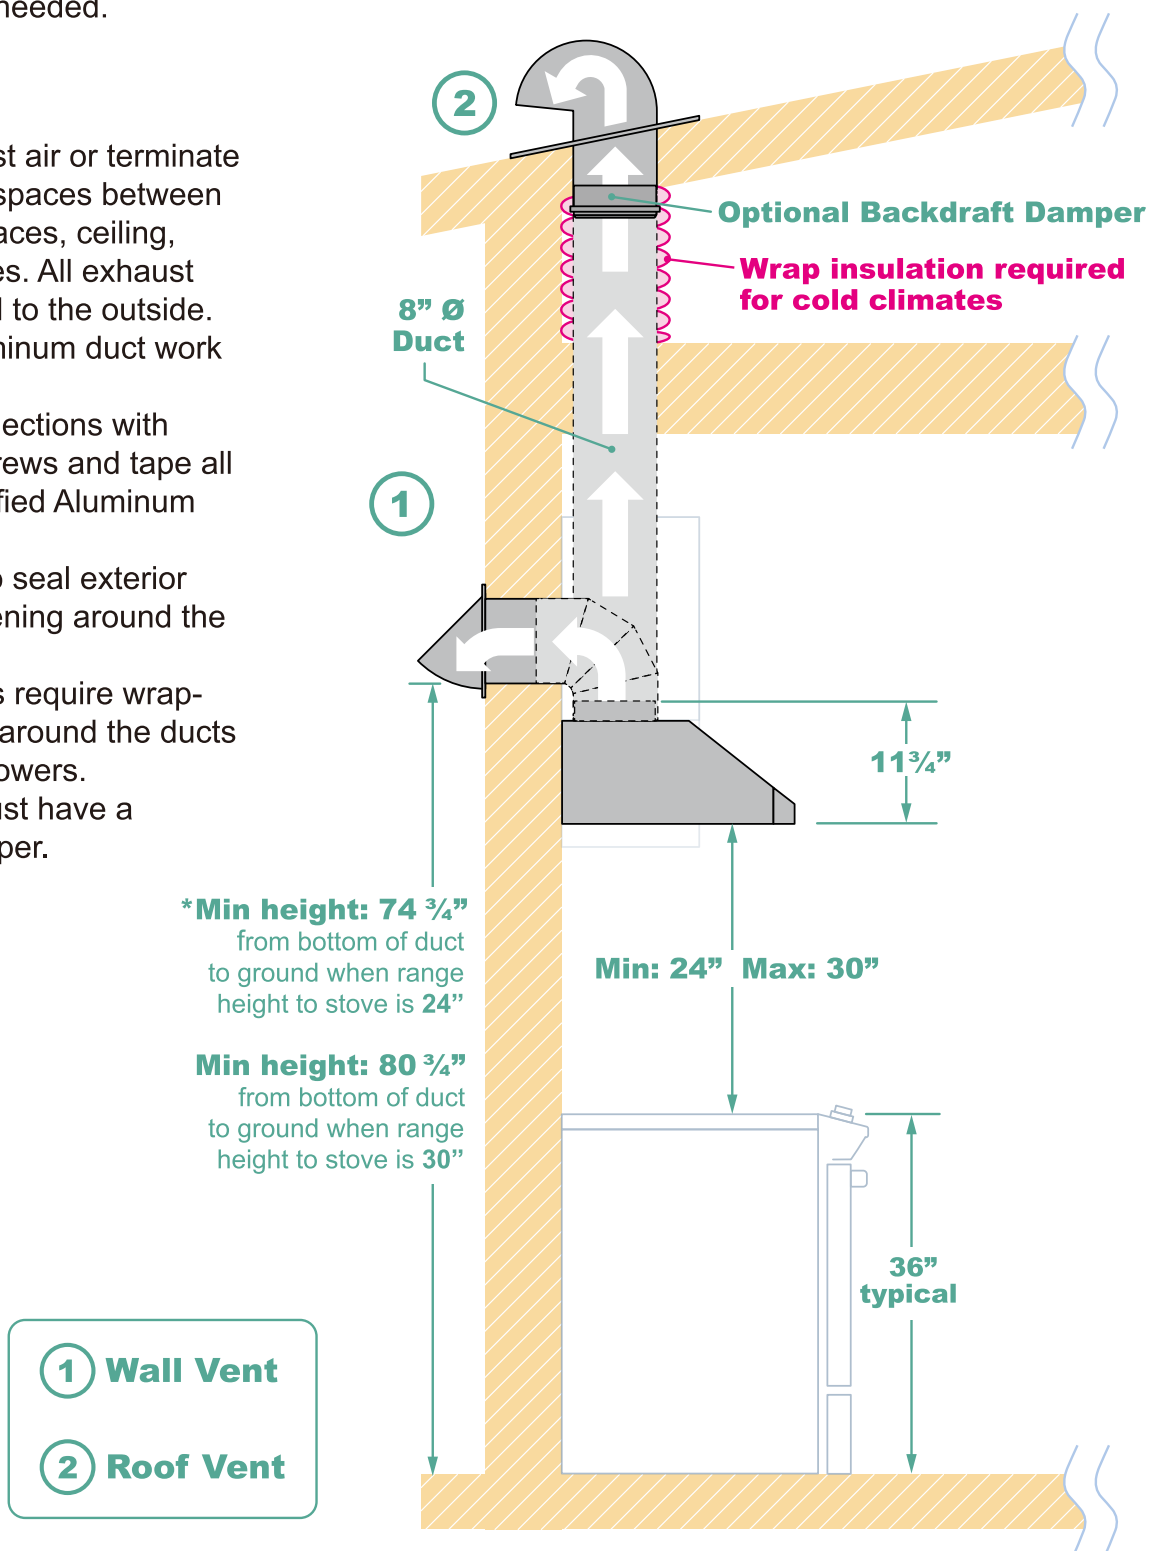 needed.
st air or terminate
spaces between
aces, ceiling,
es. All exhaust
d to the outside.
ninum duct work
ections with
rews and tape all
fied Aluminum
o seal exterior
ening around the
s require wrap-
around the ducts
owers.
ust have a
per.
2
Optional Backdraft Damper
Wrap insulation required
for cold climates
8” Ø
Duct
1
11¾”
*Min height: 74 ¾”
from bottom of duct
to ground when range
height to stove is 24”
Min: 24” Max: 30”
Min height: 80 ¾”
from bottom of duct
to ground when range
height to stove is 30”
36”
typical
1 Wall Vent
2 Roof Vent